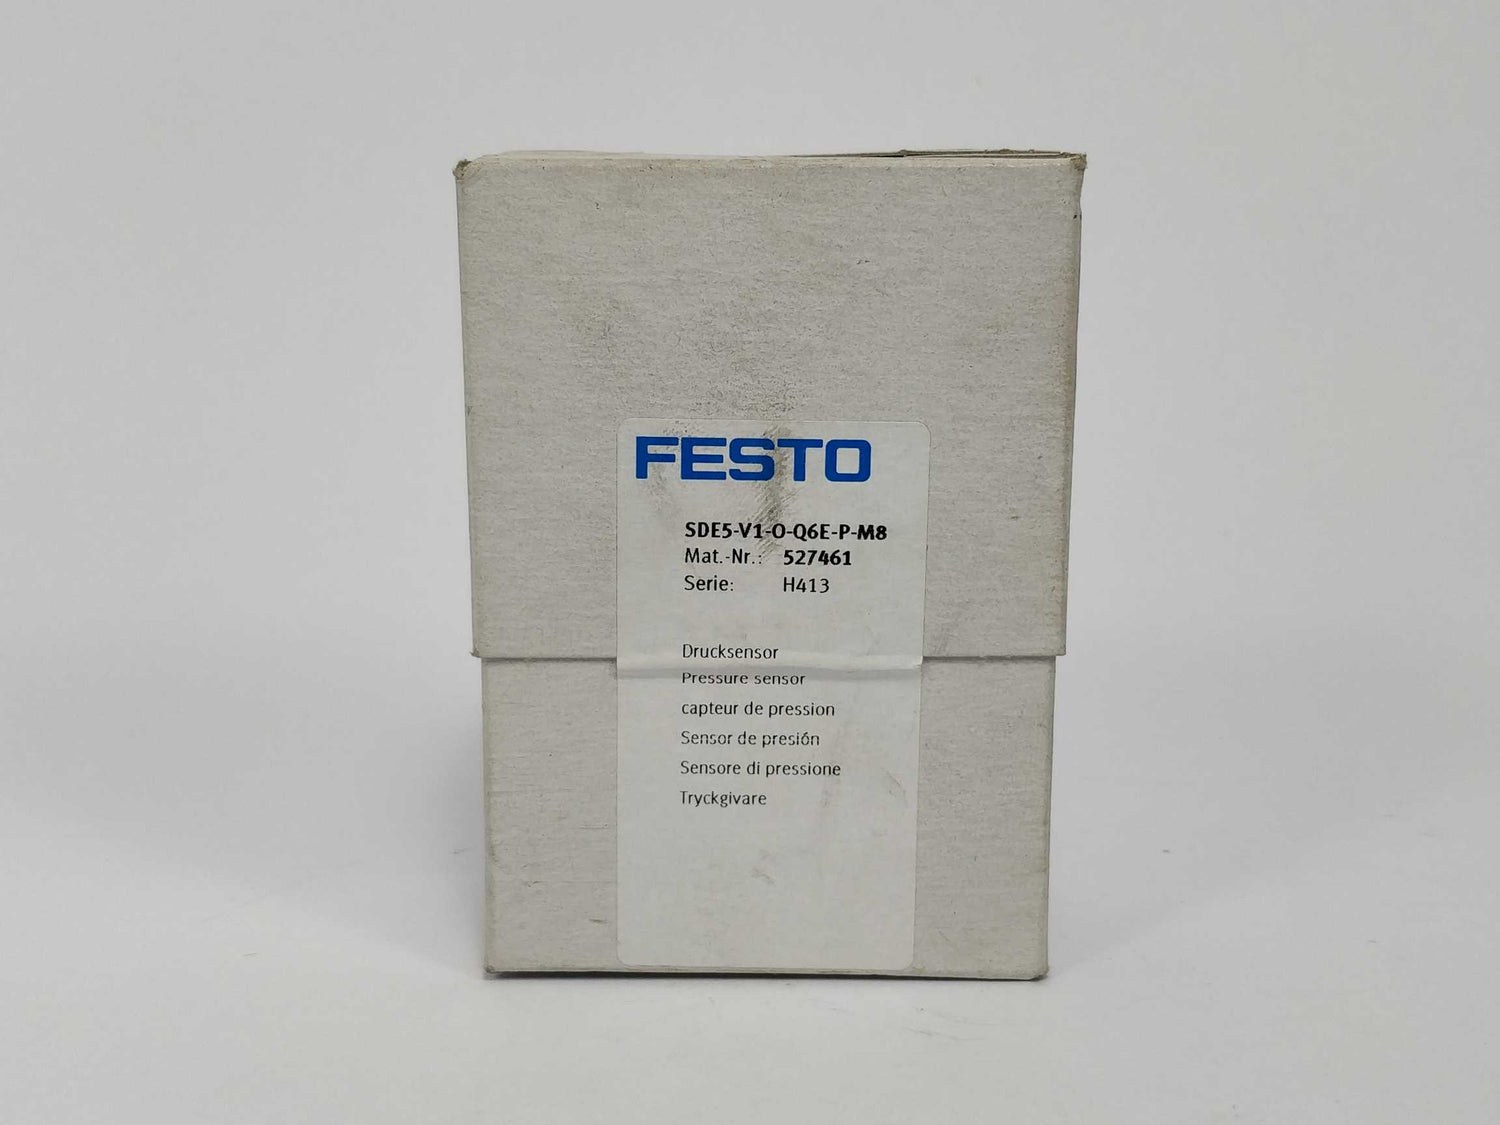 FESTO
SDE5-V1-O-Q6E-P-M8
Mat.-Nr.: 527461
Serie: H413
Drucksensor
Pressure sensor
capteur de pression
Sensor de presión
Sensore di pressione
Tryckgivare